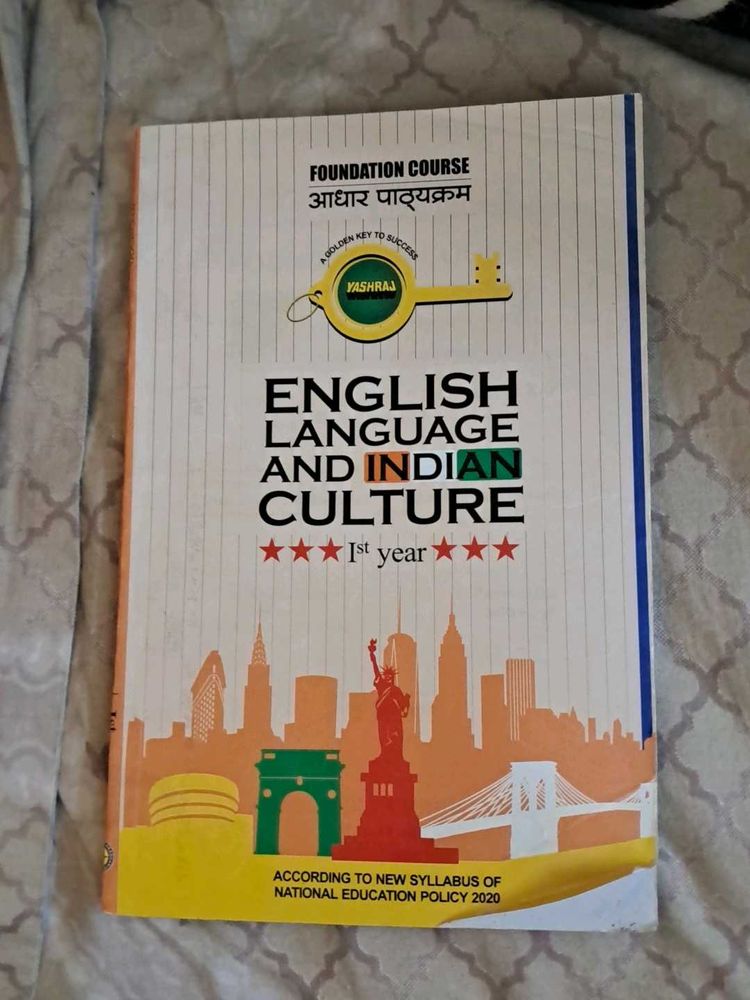 FOUNDATION COURSE
आधार पाठ्यक्रम
A GOLDEN KEY TO SUCCESS
YASHRAJ
ENGLISH
LANGUAGE
AND INDIAN
CULTURE
Ist year
ACCORDING TO NEW SYLLABUS OF
NATIONAL EDUCATION POLICY 2020